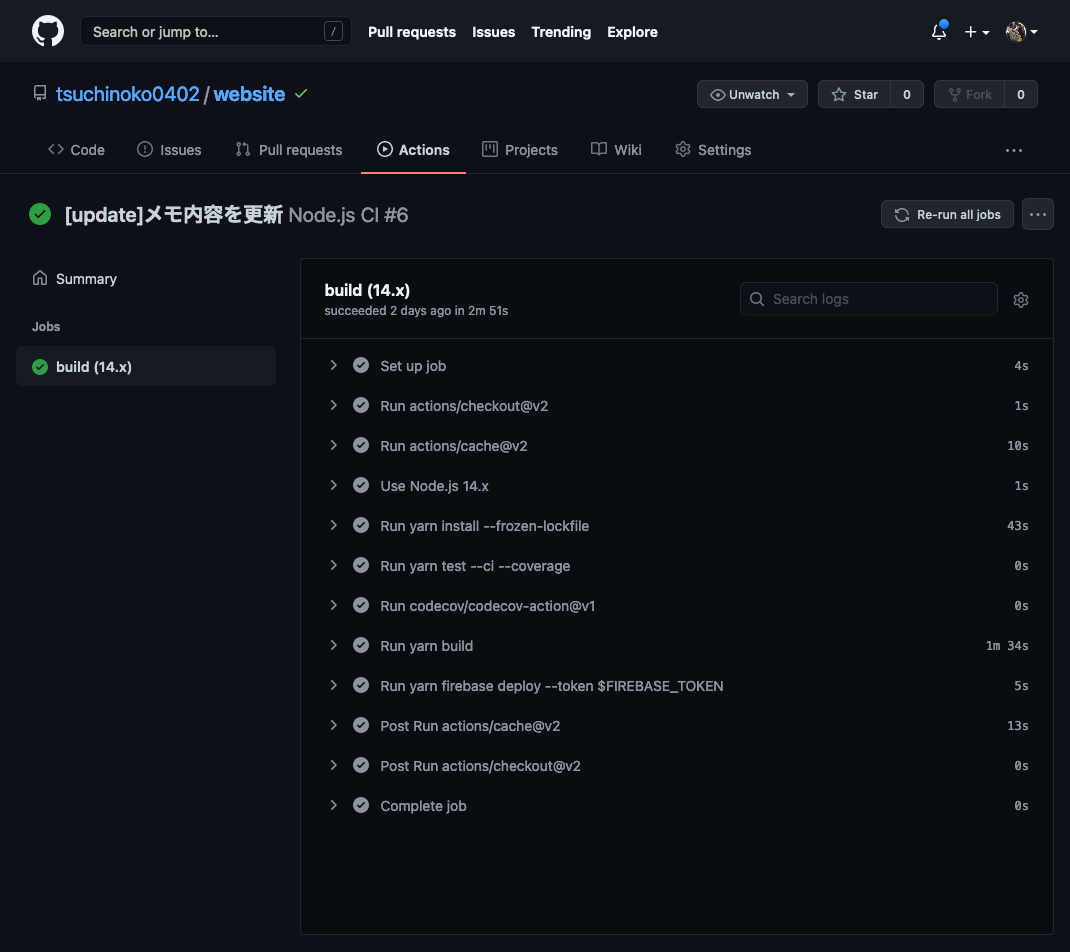 Search or jump to... / Pull requests Issues Trending Explore
tsuchinoko0402 / website Unwatch Star 0 Fork 0
Code Issues Pull requests Actions Projects Wiki Settings
[update]メモ内容を更新 Node.js CI #6 Re-run all jobs
Summary
Jobs
build (14.x)
build (14.x)
succeeded 2 days ago in 2m 51s
Search logs
Set up job 4s
Run actions/checkout@v2 1s
Run actions/cache@v2 10s
Use Node.js 14.x 1s
Run yarn install --frozen-lockfile 43s
Run yarn test --ci --coverage 0s
Run codecov/codecov-action@v1 0s
Run yarn build 1m 34s
Run yarn firebase deploy --token $FIREBASE_TOKEN 5s
Post Run actions/cache@v2 13s
Post Run actions/checkout@v2 0s
Complete job 0s